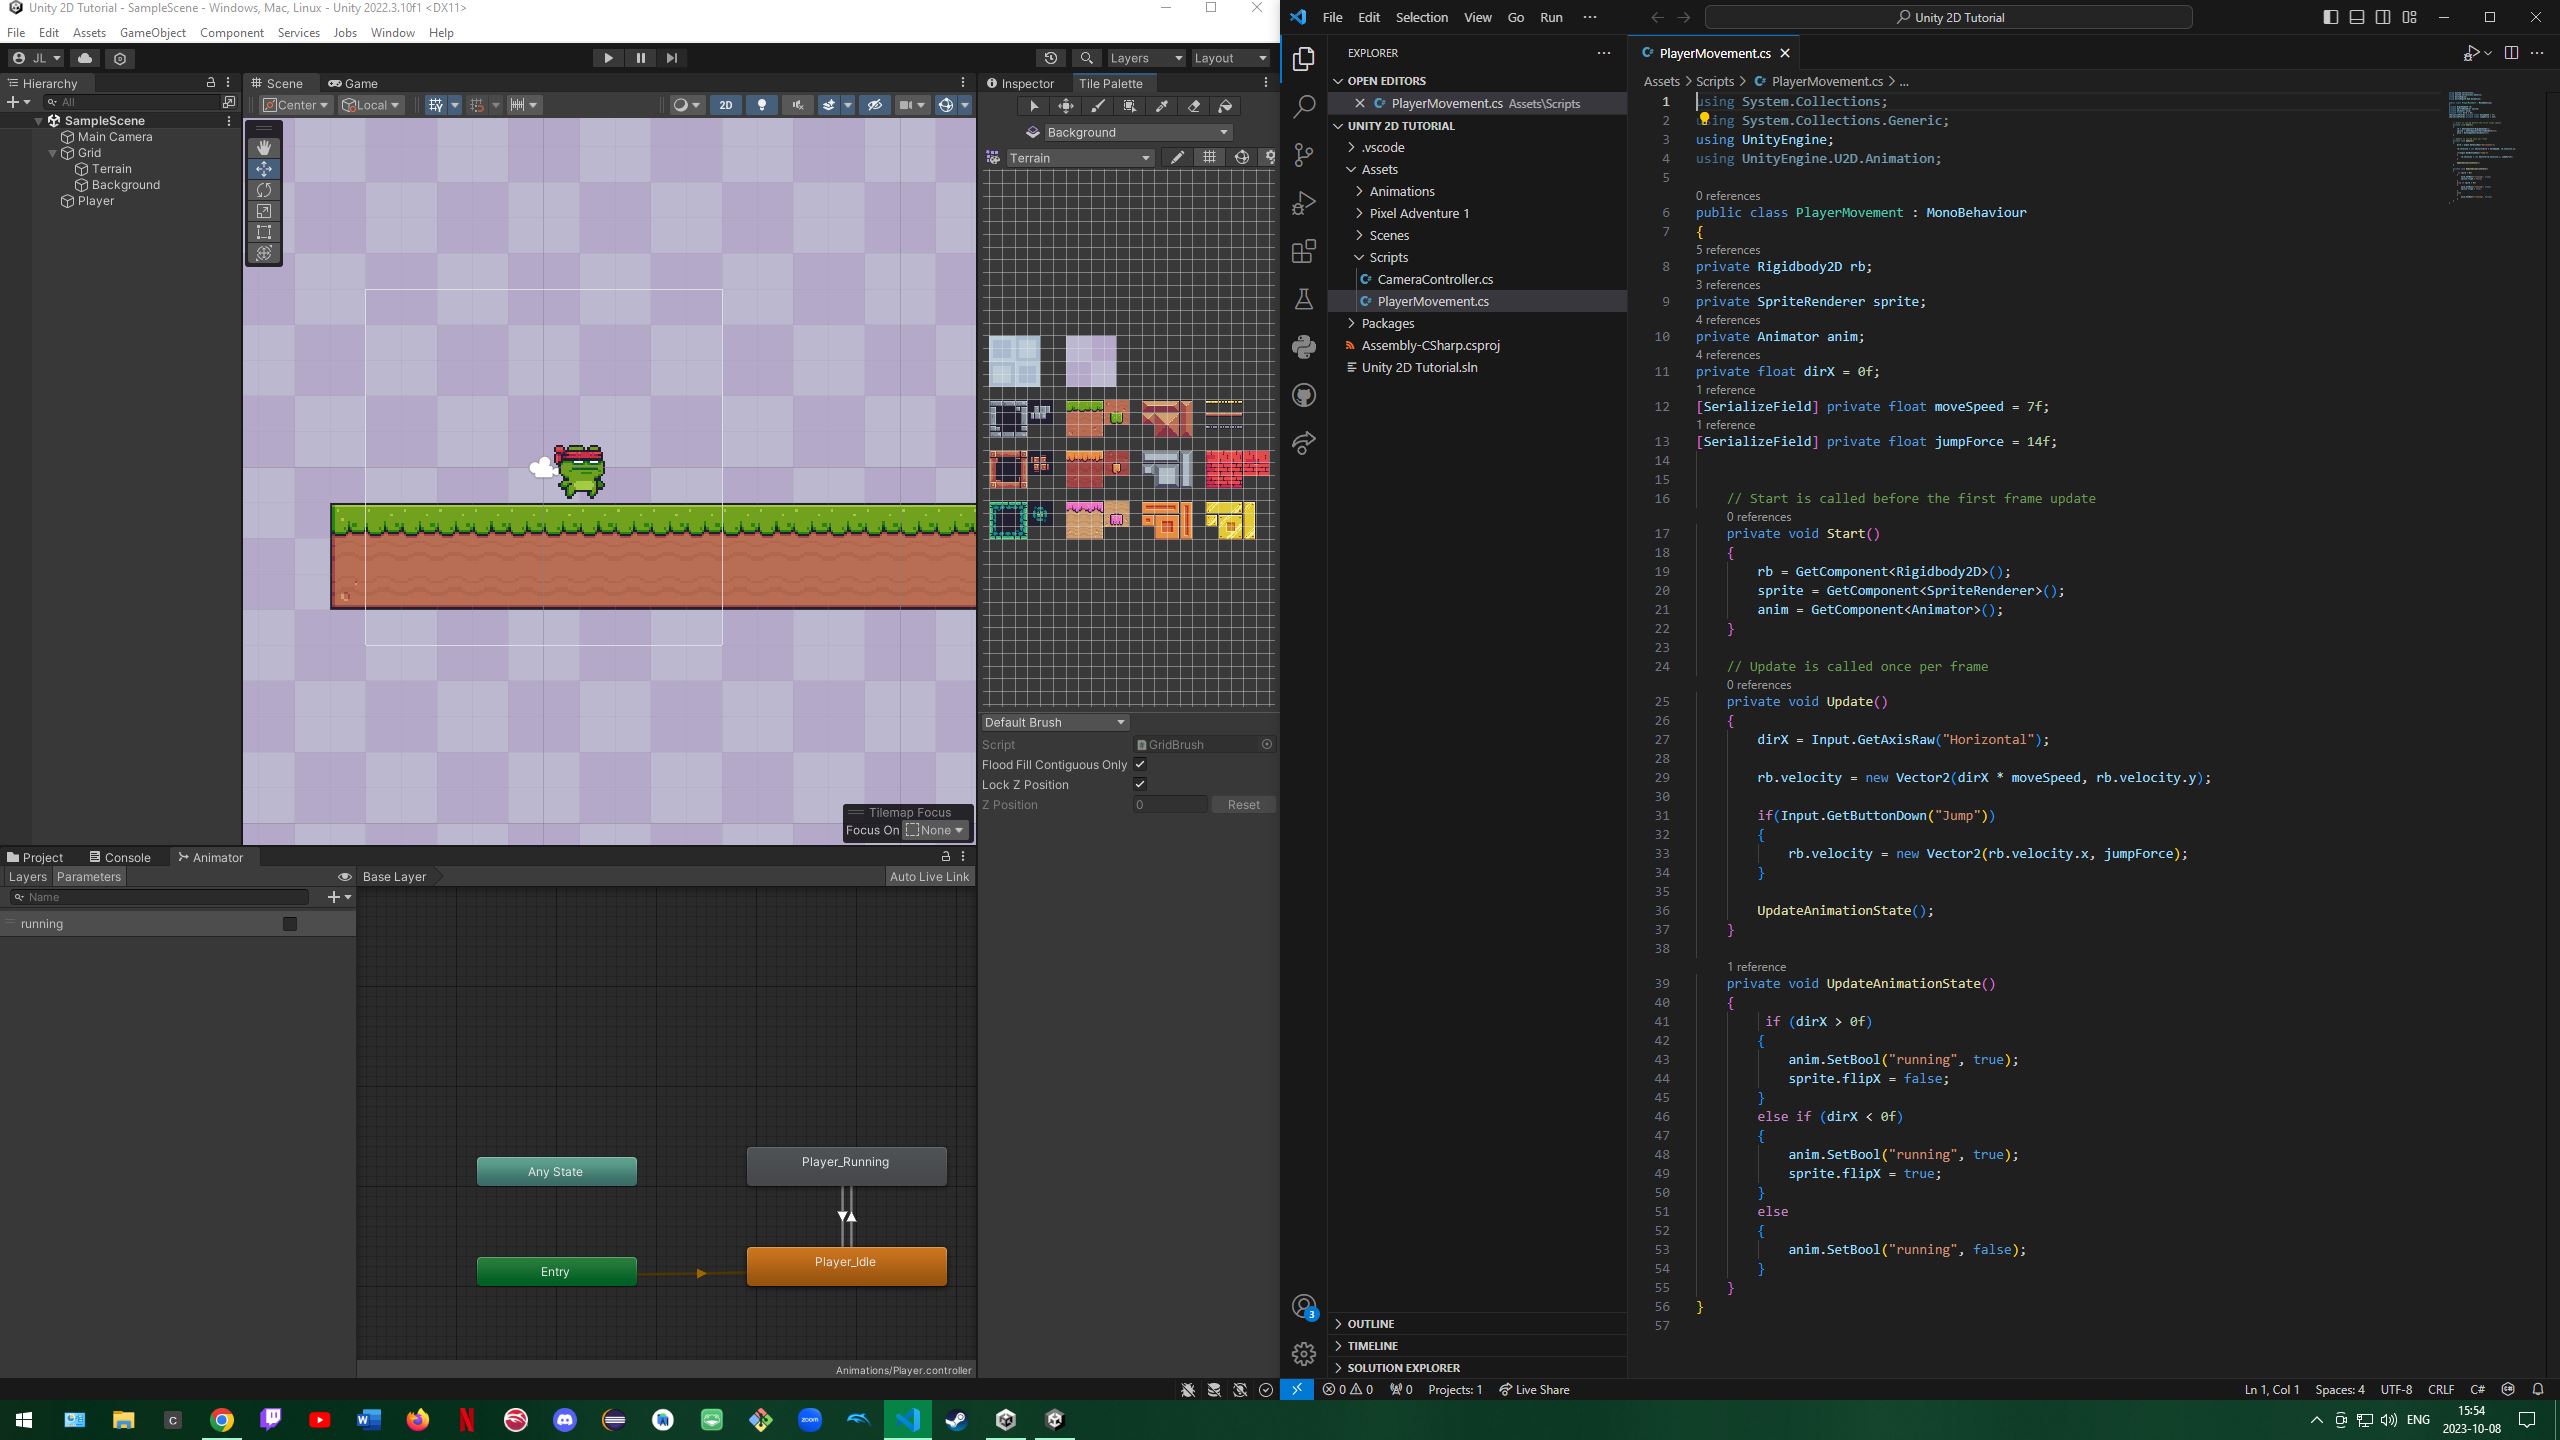 Unity 2D Tutorial - SampleScene - Windows, Mac, Linux - Unity 2022.3.10f1 <DX11>
File Edit Assets GameObject Component Services Jobs Window Help
JL
Layers
Layout
Hierarchy
All
SampleScene
Main Camera
Grid
Terrain
Background
Player
Scene
Game
Center
Local
2D
Tilemap Focus
Focus On None
Inspector
Tile Palette
Background
Terrain
Default Brush
Script GridBrush
Flood Fill Contiguous Only
Lock Z Position
Z Position 0 Reset
Project
Console
Animator
Layers Parameters
Base Layer
Auto Live Link
Name
running
Any State
Player_Running
Entry
Player_Idle
Animations/Player.controller
File Edit Selection View Go Run ...
Unity 2D Tutorial
EXPLORER
OPEN EDITORS
PlayerMovement.cs Assets\Scripts
UNITY 2D TUTORIAL
.vscode
Assets
Animations
Pixel Adventure 1
Scenes
Scripts
CameraController.cs
PlayerMovement.cs
Packages
Assembly-CSharp.csproj
Unity 2D Tutorial.sln
OUTLINE
TIMELINE
SOLUTION EXPLORER
3
PlayerMovement.cs
Assets > Scripts > PlayerMovement.cs > ...
1 using System.Collections;
2 using System.Collections.Generic;
3 using UnityEngine;
4 using UnityEngine.U2D.Animation;
5
0 references
6 public class PlayerMovement : MonoBehaviour
7 {
5 references
8 private Rigidbody2D rb;
3 references
9 private SpriteRenderer sprite;
4 references
10 private Animator anim;
4 references
11 private float dirX = 0f;
1 reference
12 [SerializeField] private float moveSpeed = 7f;
1 reference
13 [SerializeField] private float jumpForce = 14f;
14
15
16 // Start is called before the first frame update
0 references
17 private void Start()
18 {
19 rb = GetComponent<Rigidbody2D>();
20 sprite = GetComponent<SpriteRenderer>();
21 anim = GetComponent<Animator>();
22 }
23
24 // Update is called once per frame
0 references
25 private void Update()
26 {
27 dirX = Input.GetAxisRaw("Horizontal");
28
29 rb.velocity = new Vector2(dirX * moveSpeed, rb.velocity.y);
30
31 if(Input.GetButtonDown("Jump"))
32 {
33 rb.velocity = new Vector2(rb.velocity.x, jumpForce);
34 }
35
36 UpdateAnimationState();
37 }
38
1 reference
39 private void UpdateAnimationState()
40 {
41 if (dirX > 0f)
42 {
43 anim.SetBool("running", true);
44 sprite.flipX = false;
45 }
46 else if (dirX < 0f)
47 {
48 anim.SetBool("running", true);
49 sprite.flipX = true;
50 }
51 else
52 {
53 anim.SetBool("running", false);
54 }
55 }
56 }
57
0 0 0 Projects: 1 Live Share
Ln 1, Col 1 Spaces: 4 UTF-8 CRLF C#
zoom
ENG
15:54
2023-10-08